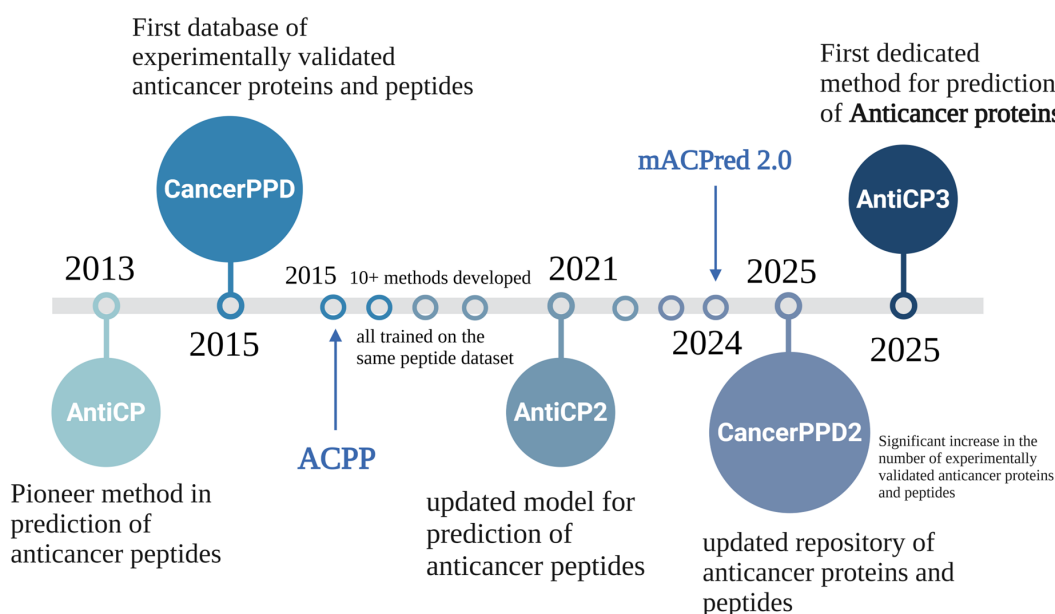 First database of
experimentally validated
anticancer proteins and peptides
First dedicated
method for prediction
of Anticancer proteins
CancerPPD
mACPred 2.0
AntiCP3
2013
2015
10+ methods developed
2021
2025
2015
all trained on the
same peptide dataset
2024
2025
AntiCP
ACPP
AntiCP2
CancerPPD2
Significant increase in the
number of experimentally
validated anticancer proteins
and peptides
Pioneer method in
prediction of
anticancer peptides
updated model for
prediction of
anticancer peptides
updated repository of
anticancer proteins and
peptides